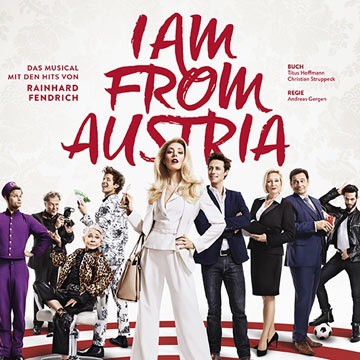 I AM
FROM
AUSTRIA
DAS MUSICAL
MIT DEN HITS VON
RAINHARD
FENDRICH
BUCH
Titus Hoffmann
Christian Struppeck
REGIE
Andreas Gergen